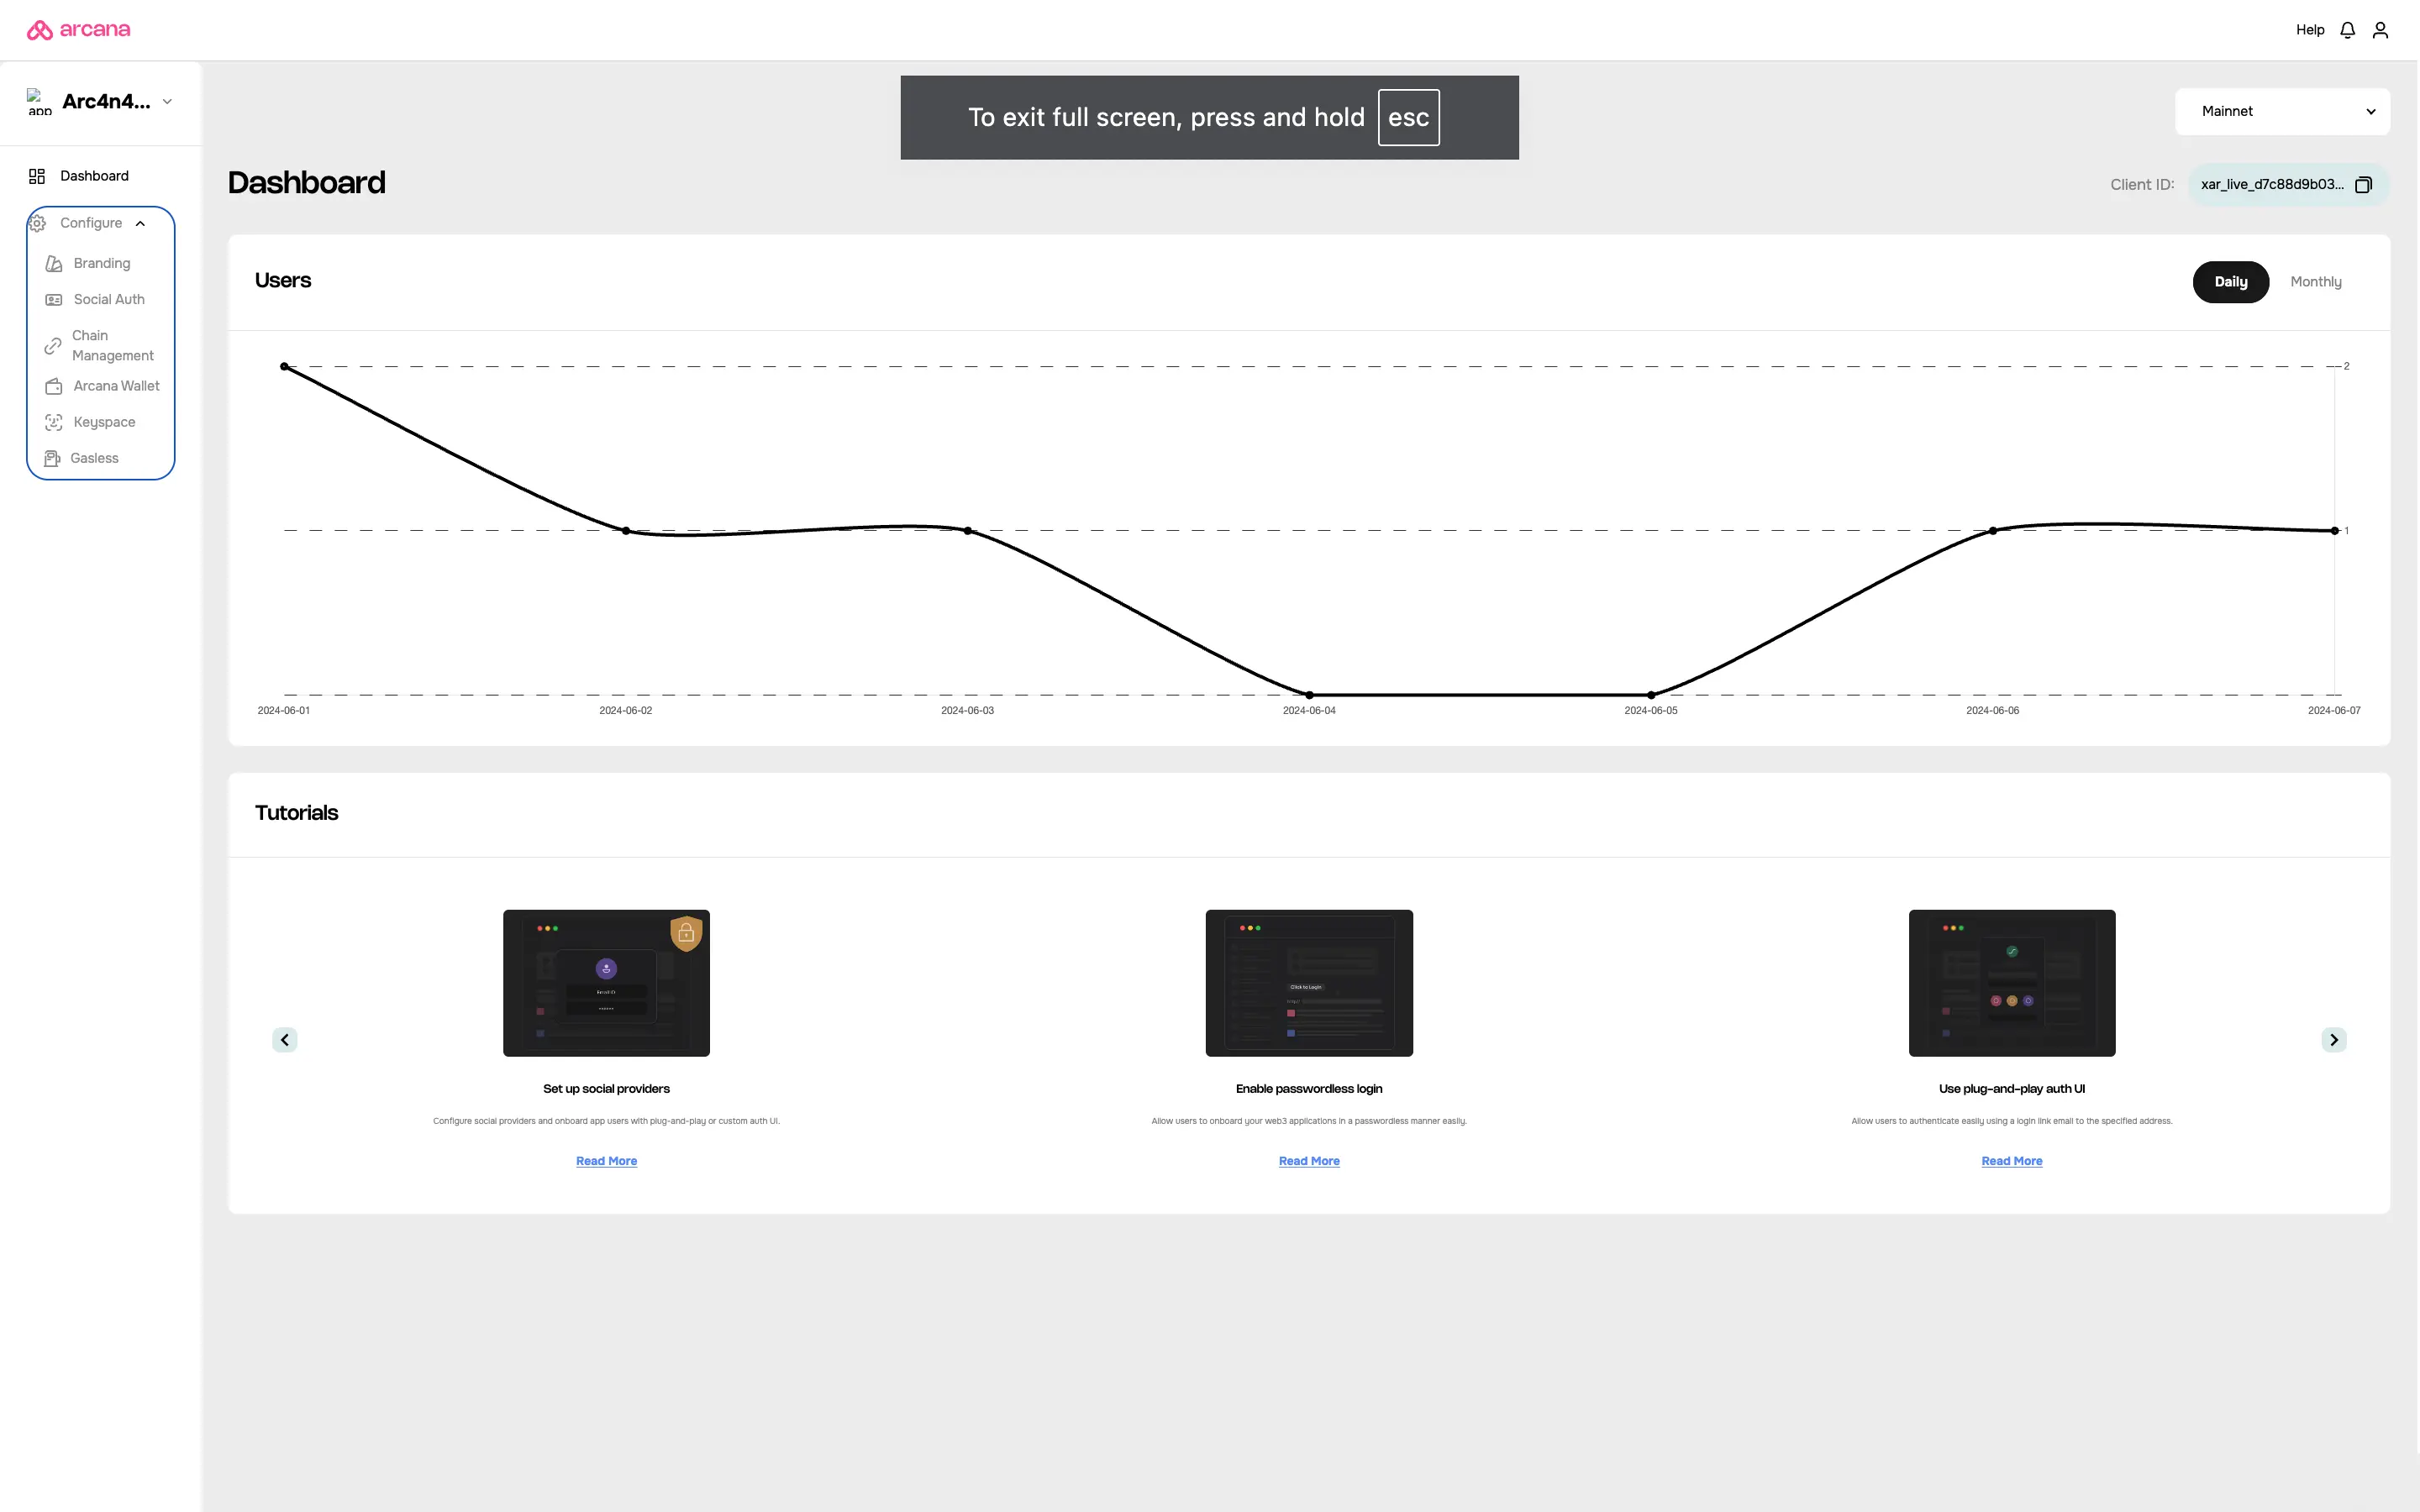 arcana
Help
app
Arc4n4...
To exit full screen, press and hold esc
Mainnet
Dashboard
Dashboard
Client ID:
xar_live_d7c88d9b03...
Configure
Branding
Social Auth
Chain
Management
Arcana Wallet
Keyspace
Gasless
Users
Daily
Monthly
2
1
2024-06-01
2024-06-02
2024-06-03
2024-06-04
2024-06-05
2024-06-06
2024-06-07
Tutorials
Click to Login
Set up social providers
Enable passwordless login
Use plug-and-play auth UI
Configure social providers and onboard app users with plug-and-play or custom auth UI.
Allow users to onboard your web3 applications in a passwordless manner easily.
Allow users to authenticate easily using a login link email to the specified address.
Read More
Read More
Read More